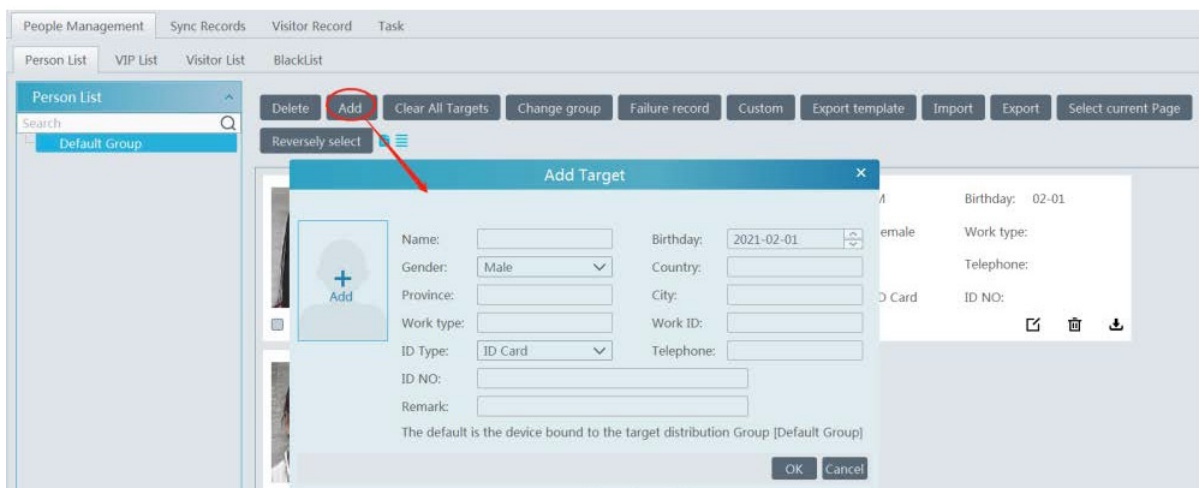 People Management Sync Records Visitor Record Task
Person List VIP List Visitor List BlackList
Person List
Search
Default Group
Delete Add Clear All Targets Change group Failure record Custom Export template Import Export Select current Page
Reversely select
Add Target ×
Add
Name: Birthday: 2021-02-01
Gender: Male Country:
Province: City:
Work type: Work ID:
ID Type: ID Card Telephone:
ID NO:
Remark:
The default is the device bound to the target distribution Group [Default Group]
OK Cancel
Birthday: 02-01
emale Work type:
Telephone:
Card ID NO: